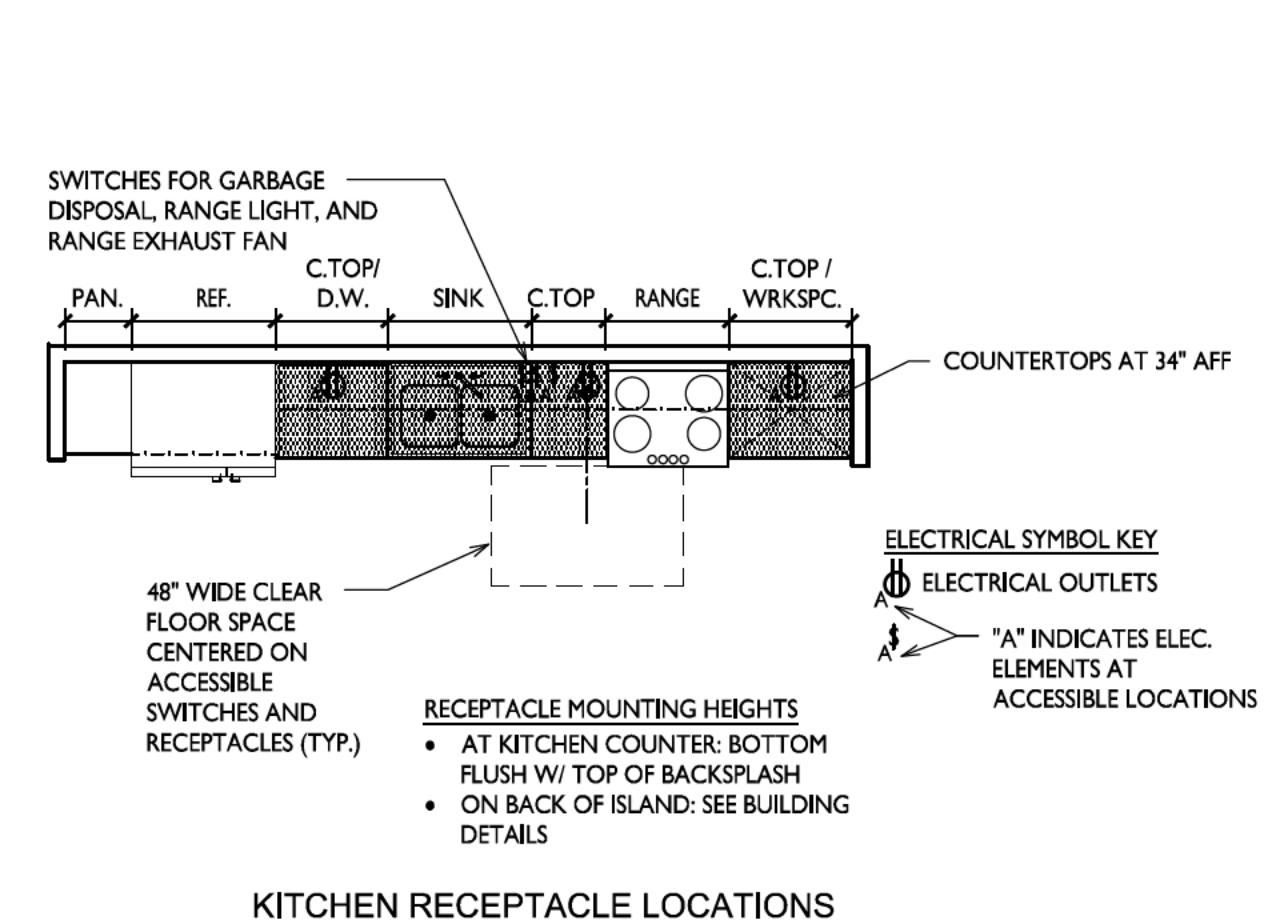 SWITCHES FOR GARBAGE
DISPOSAL, RANGE LIGHT, AND
RANGE EXHAUST FAN
PAN.
REF.
C.TOP/
D.W.
SINK
C.TOP
RANGE
C.TOP /
WRKSPC.
COUNTERTOPS AT 34" AFF
48" WIDE CLEAR
FLOOR SPACE
CENTERED ON
ACCESSIBLE
SWITCHES AND
RECEPTACLES (TYP.)
RECEPTACLE MOUNTING HEIGHTS
• AT KITCHEN COUNTER: BOTTOM
FLUSH W/ TOP OF BACKSPLASH
• ON BACK OF ISLAND: SEE BUILDING
DETAILS
ELECTRICAL SYMBOL KEY
A ELECTRICAL OUTLETS
A $
"A" INDICATES ELEC.
ELEMENTS AT
ACCESSIBLE LOCATIONS
KITCHEN RECEPTACLE LOCATIONS